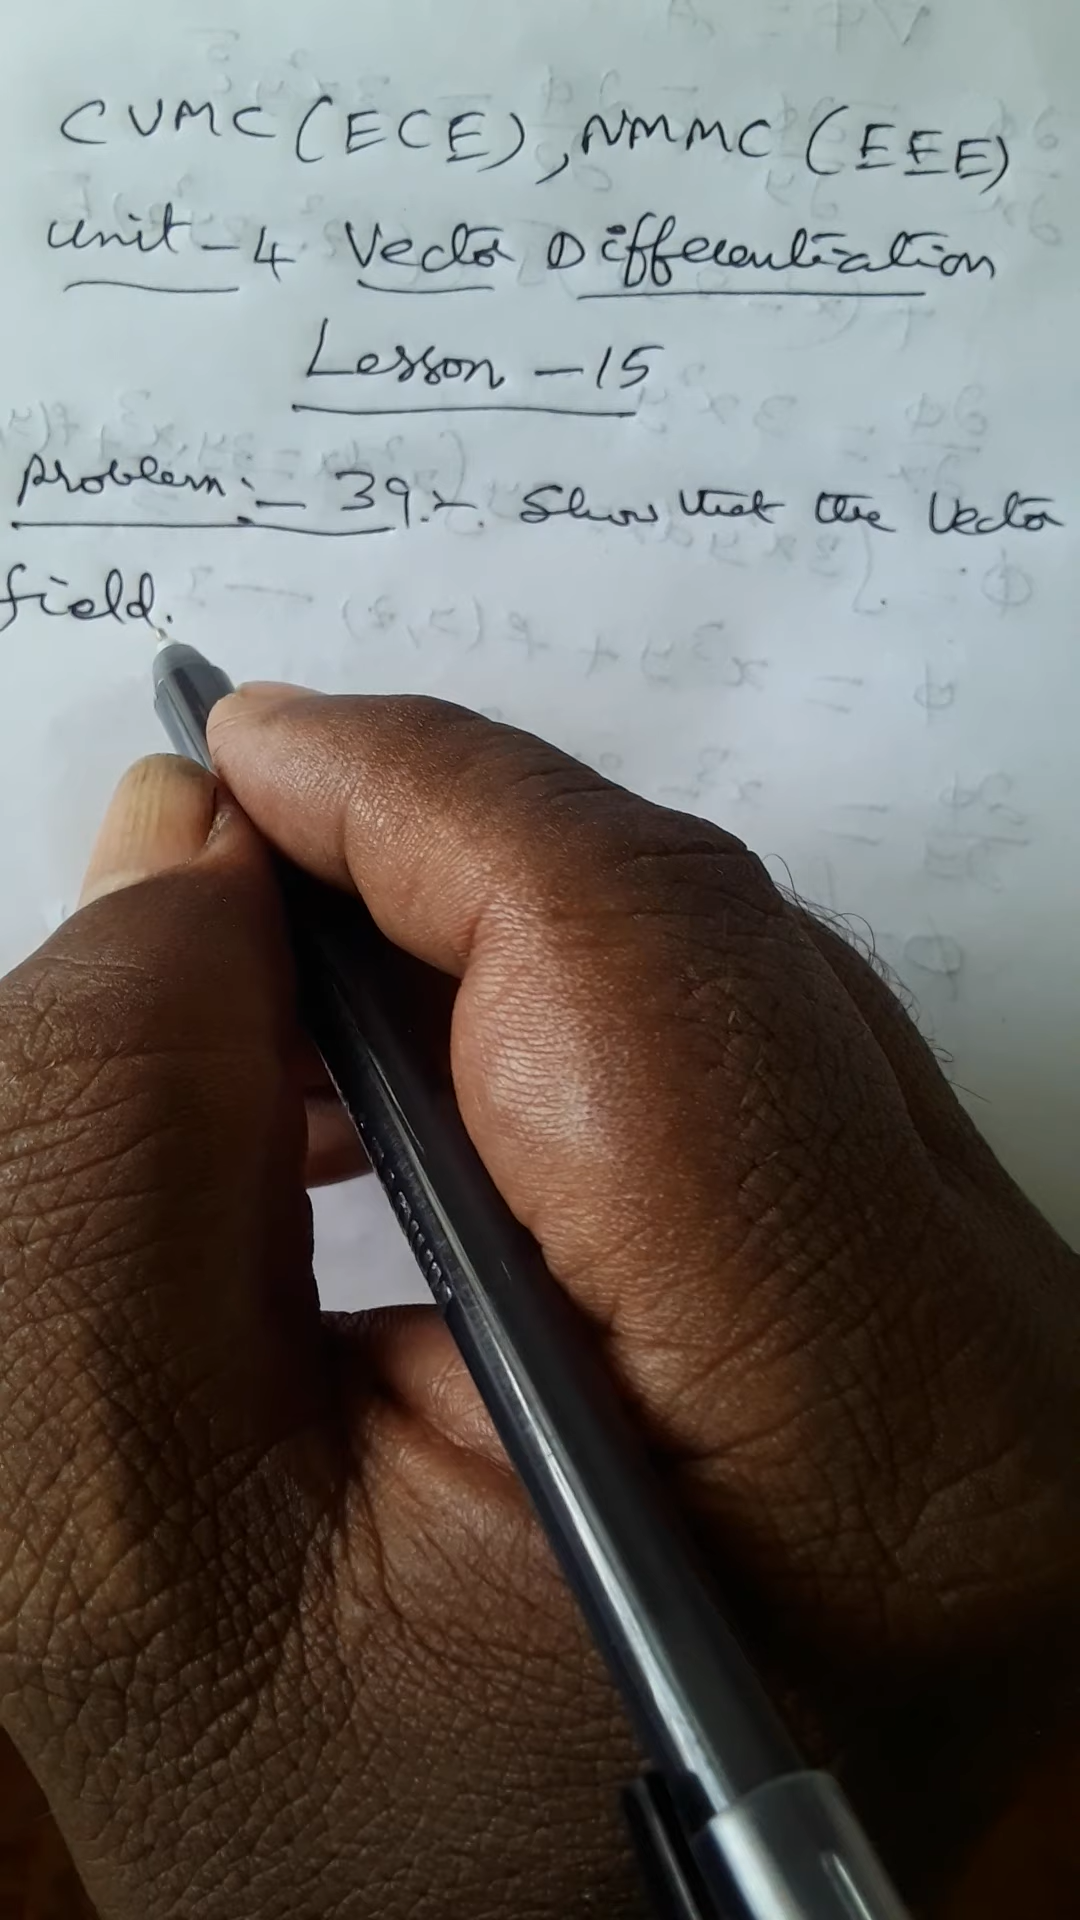 CVMC (ECE), NMMC (EEE)
Unit - 4 Vector Differentiation
Lesson - 15
Problem:- 39:- Show that the Vector
field.